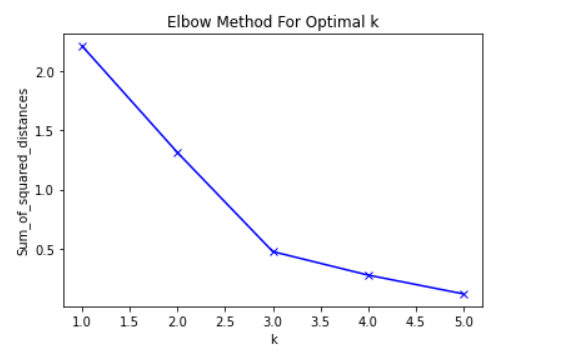 Elbow Method For Optimal k
Sum_of_squared_distances
2.0
1.5
1.0
0.5
1.0 1.5 2.0 2.5 3.0 3.5 4.0 4.5 5.0
k